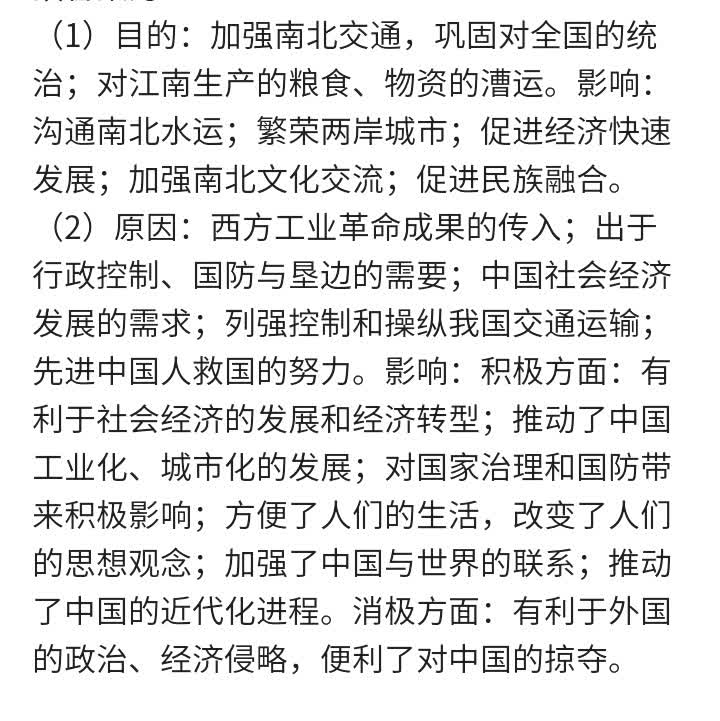 （1）目的：加强南北交通，巩固对全国的统
治；对江南生产的粮食、物资的漕运。影响：
沟通南北水运；繁荣两岸城市；促进经济快速
发展；加强南北文化交流；促进民族融合。
（2）原因：西方工业革命成果的传入；出于
行政控制、国防与垦边的需要；中国社会经济
发展的需求；列强控制和操纵我国交通运输；
先进中国人救国的努力。影响：积极方面：有
利于社会经济的发展和经济转型；推动了中国
工业化、城市化的发展；对国家治理和国防带
来积极影响；方便了人们的生活，改变了人们
的思想观念；加强了中国与世界的联系；推动
了中国的近代化进程。消极方面：有利于外国
的政治、经济侵略，便利了对中国的掠夺。